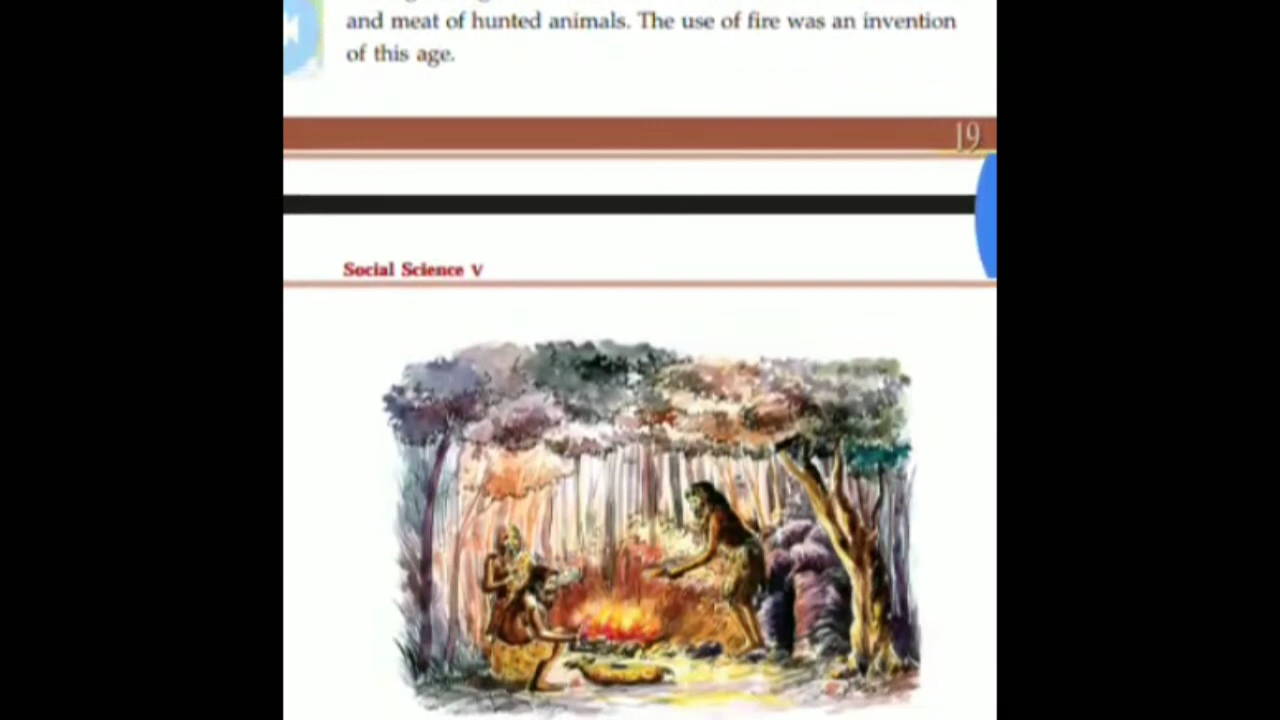 and meat of hunted animals. The use of fire was an invention
of this age.
19
Social Science V